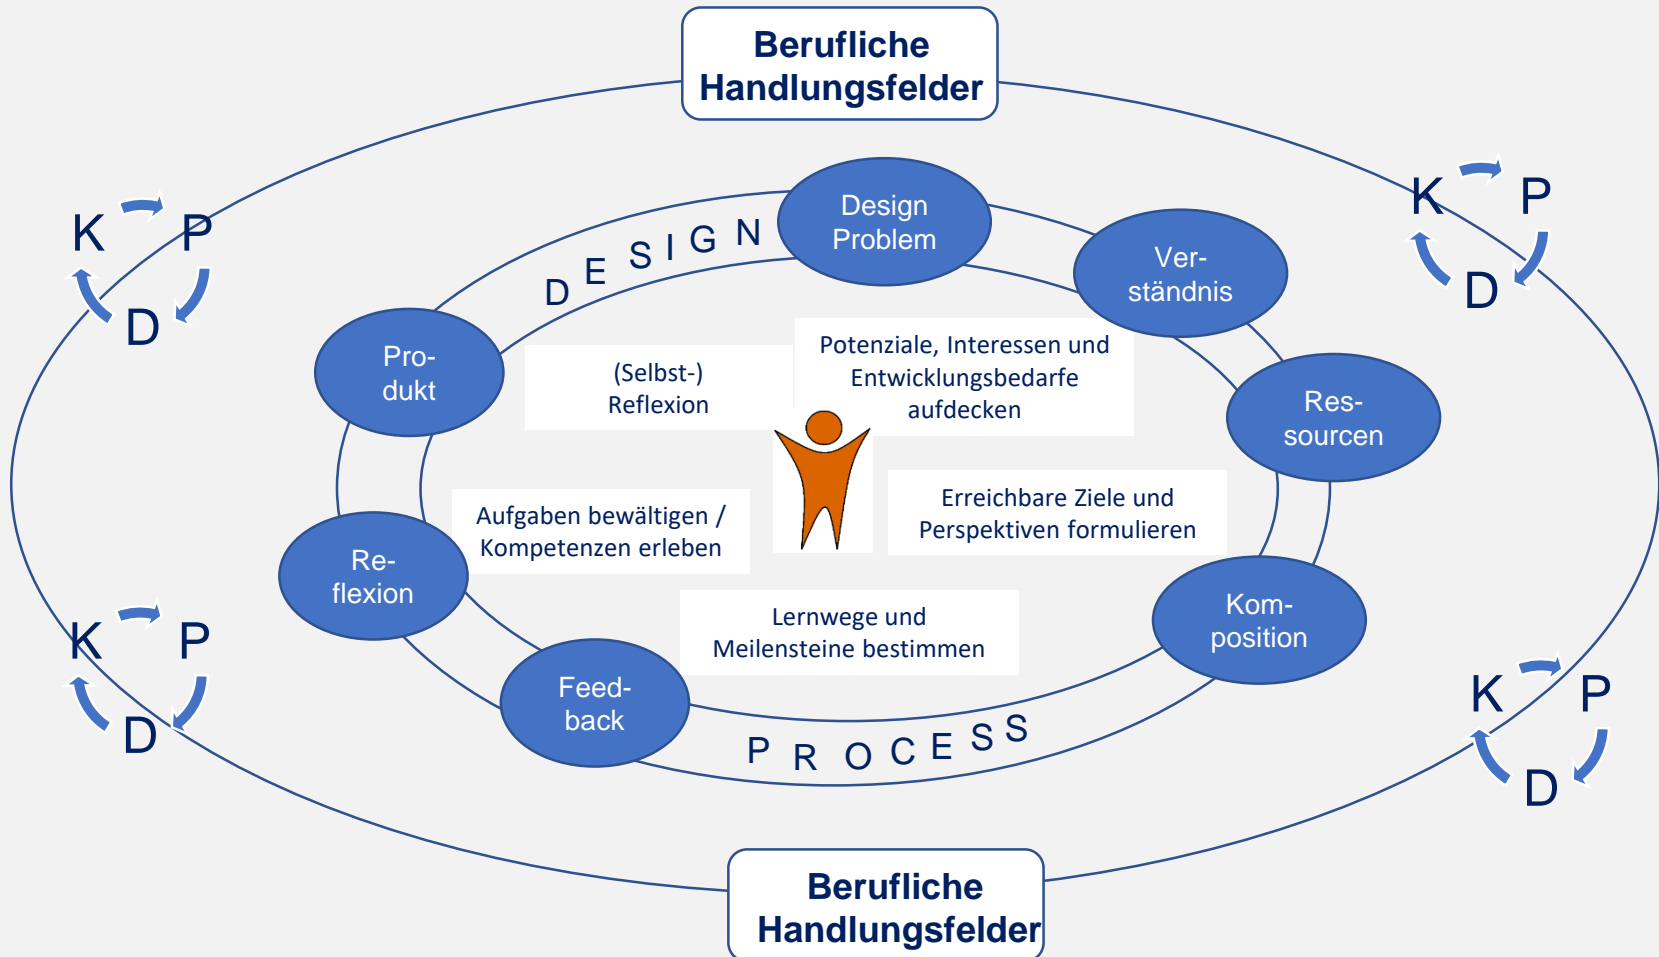 Berufliche
Handlungsfelder
K P
D
K P
D
DESIGN
Design
Problem
Ver-
ständnis
Res-
sourcen
Kom-
position
PROCESS
Feed-
back
Re-
flexion
Pro-
dukt
(Selbst-)
Reflexion
Potenziale, Interessen und
Entwicklungsbedarfe
aufdecken
Aufgaben bewältigen /
Kompetenzen erleben
Erreichbare Ziele und
Perspektiven formulieren
Lernwege und
Meilensteine bestimmen
K P
D
K P
D
Berufliche
Handlungsfelder